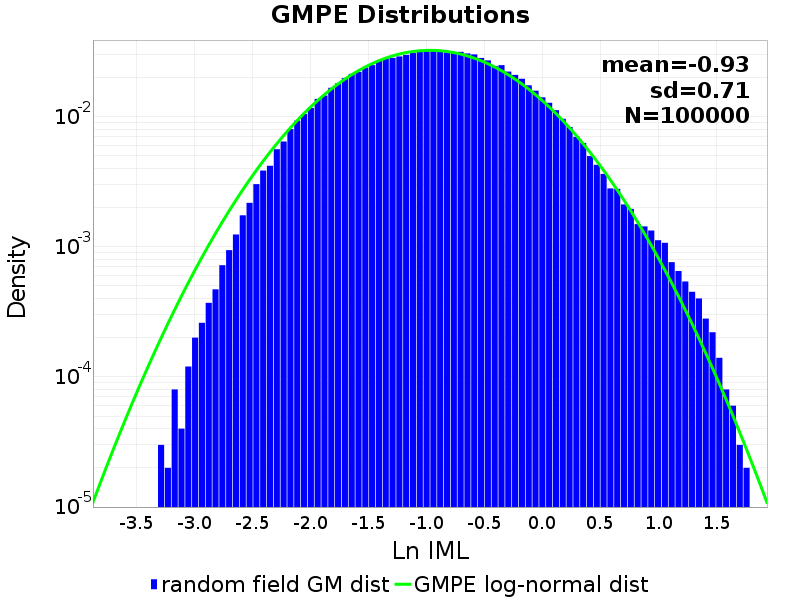 GMPE Distributions
mean=-0.93
sd=0.71
N=100000
Density
10-2
10-3
10-4
10-5
-3.5 -3.0 -2.5 -2.0 -1.5 -1.0 -0.5 0.0 0.5 1.0 1.5
Ln IML
random field GM dist GMPE log-normal dist